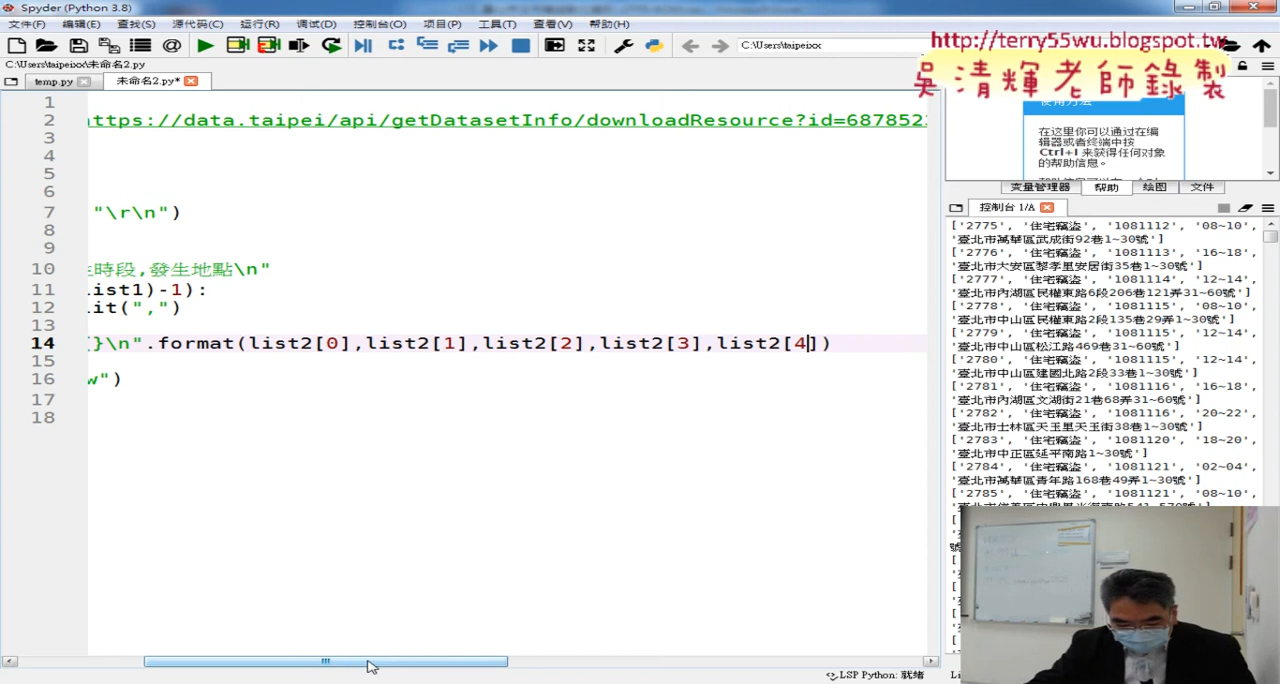 Spyder (Python 3.8)
文件(F) 编辑(E) 查找(S) 源代码(C) 运行(R) 调试(D) 控制台(O) 项目(P) 工具(T) 查看(V) 帮助(H)
C:\Users\taipeixx
http://terry55wu.blogspot.tw
吳清輝老師錄製
C:\Users\taipeixx\未命名2.py
temp.py 未命名2.py*
1
2 https://data.taipei/api/getDatasetInfo/downloadResource?id=687852
3
4
5
6
7 "\r\n")
8
9
10 時段,發生地點\n"
11 ist1)-1):
12 it(",")
13
14 {}\n".format(list2[0],list2[1],list2[2],list2[3],list2[4])
15
16 w")
17
18
使用方法
在这里你可以通过在编
辑器或者终端中按
Ctrl+I 来获得任何对象
的帮助信息。
变量管理器 帮助 绘图 文件
控制台 1/A
['2775', '住宅竊盜', '1081112', '08~10',
'臺北市萬華區武成街92巷1~30號']
['2776', '住宅竊盜', '1081113', '16~18',
'臺北市大安區黎孝里安居街35巷1~30號']
['2777', '住宅竊盜', '1081114', '12~14',
'臺北市內湖區民權東路6段206巷121弄31~60號']
['2778', '住宅竊盜', '1081115', '08~10',
'臺北市中山區民權東路2段135巷29弄1~30號']
['2779', '住宅竊盜', '1081115', '12~14',
'臺北市中山區松江路469巷31~60號']
['2780', '住宅竊盜', '1081115', '12~14',
'臺北市中山區建國北路2段33巷1~30號']
['2781', '住宅竊盜', '1081116', '16~18',
'臺北市內湖區文湖街21巷68弄31~60號']
['2782', '住宅竊盜', '1081116', '20~22',
'臺北市士林區天玉里天玉街38巷1~30號']
['2783', '住宅竊盜', '1081120', '18~20',
'臺北市中正區延平南路1~30號']
['2784', '住宅竊盜', '1081121', '02~04',
'臺北市萬華區青年路168巷49弄1~30號']
['2785', '住宅竊盜', '1081121', '08~10',
LSP Python: 就绪